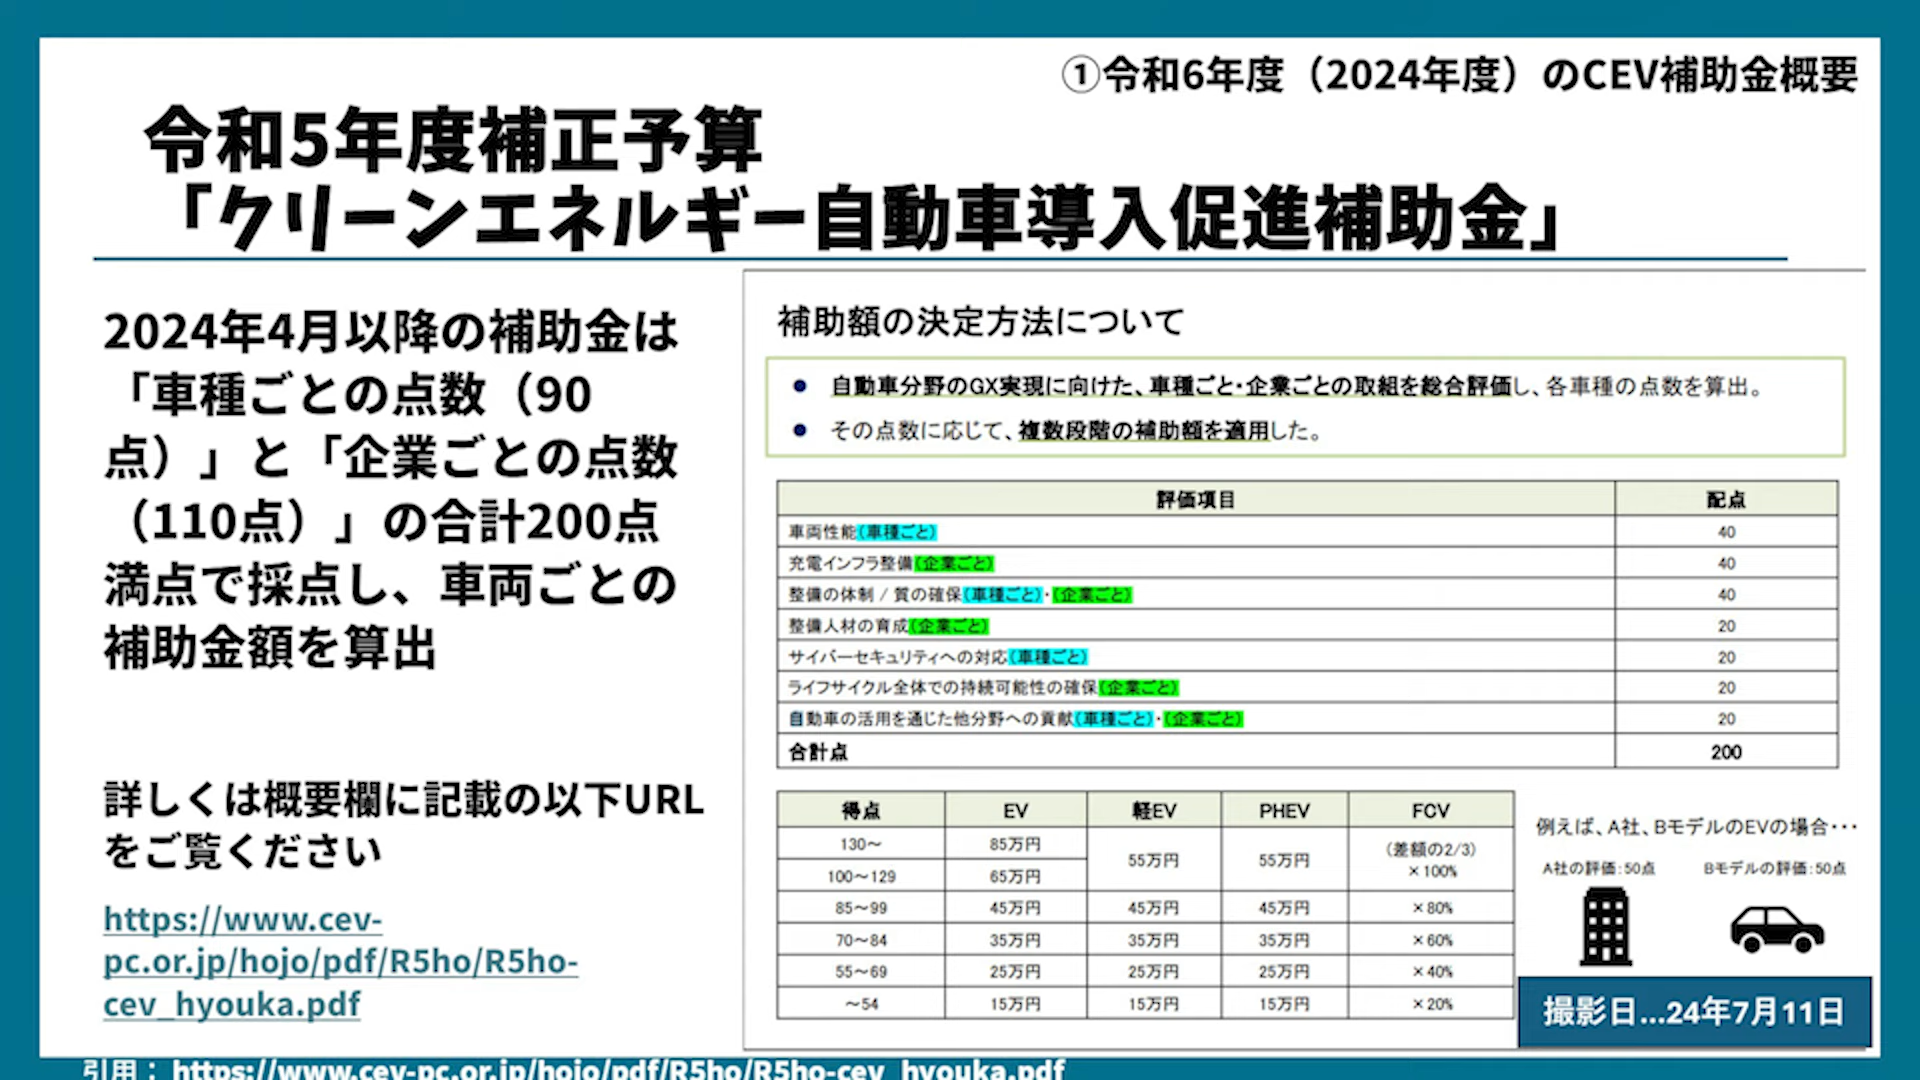 ①令和6年度（2024年度）のCEV補助金概要
令和5年度補正予算
「クリーンエネルギー自動車導入促進補助金」
2024年4月以降の補助金は
「車種ごとの点数（90
点）」と「企業ごとの点数
（110点）」の合計200点
満点で採点し、車両ごとの
補助金額を算出
詳しくは概要欄に記載の以下URL
をご覧ください
https://www.cev-
pc.or.jp/hojo/pdf/R5ho/R5ho-
cev_hyouka.pdf
補助額の決定方法について
● 自動車分野のGX実現に向けた、車種ごと・企業ごとの取組を総合評価し、各車種の点数を算出。
● その点数に応じて、複数段階の補助額を適用した。
評価項目 配点
車両性能(車種ごと) 40
充電インフラ整備(企業ごと) 40
整備の体制 / 質の確保(車種ごと)・(企業ごと) 40
整備人材の育成(企業ごと) 20
サイバーセキュリティへの対応(車種ごと) 20
ライフサイクル全体での持続可能性の確保(企業ごと) 20
自動車の活用を通じた他分野への貢献(車種ごと)・(企業ごと) 20
合計点 200
得点 EV 軽EV PHEV FCV
130～ 85万円 55万円 55万円 (差額の2/3)
×100%
100～129 65万円
85～99 45万円 45万円 45万円 ×80%
70～84 35万円 35万円 35万円 ×60%
55～69 25万円 25万円 25万円 ×40%
～54 15万円 15万円 15万円 ×20%
例えば、A社、BモデルのEVの場合・・・
A社の評価：50点 Bモデルの評価：50点
撮影日...24年7月11日
引用： https://www.cev-pc.or.jp/hojo/pdf/R5ho/R5ho-cev_hyouka.pdf